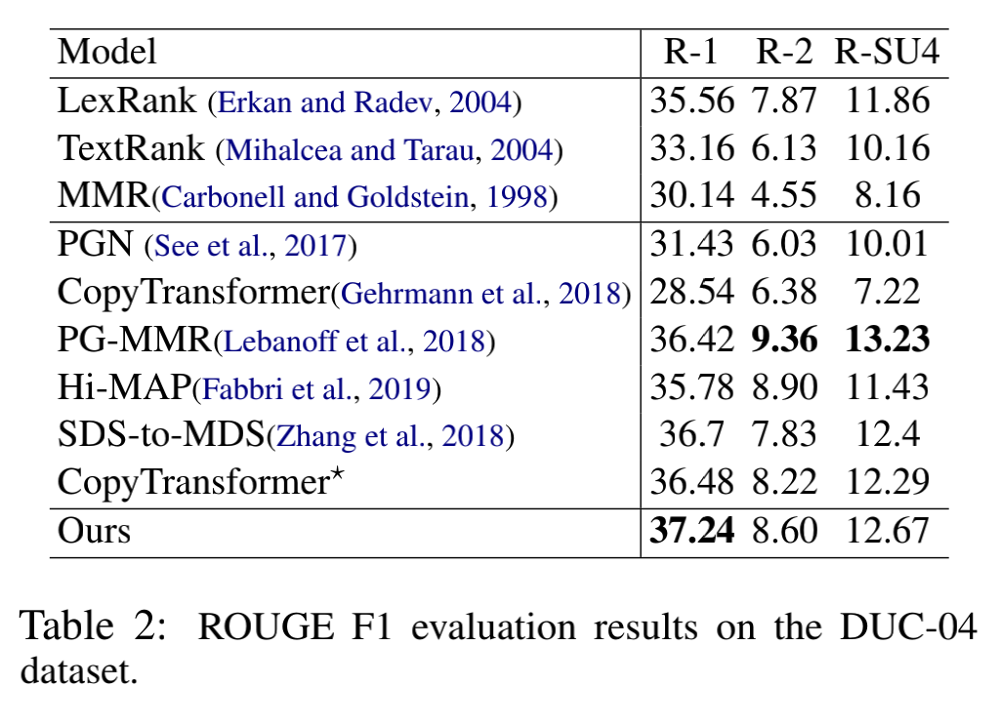 Model R-1 R-2 R-SU4
LexRank (Erkan and Radev, 2004) 35.56 7.87 11.86
TextRank (Mihalcea and Tarau, 2004) 33.16 6.13 10.16
MMR(Carbonell and Goldstein, 1998) 30.14 4.55 8.16
PGN (See et al., 2017) 31.43 6.03 10.01
CopyTransformer(Gehrmann et al., 2018) 28.54 6.38 7.22
PG-MMR(Lebanoff et al., 2018) 36.42 9.36 13.23
Hi-MAP(Fabbri et al., 2019) 35.78 8.90 11.43
SDS-to-MDS(Zhang et al., 2018) 36.7 7.83 12.4
CopyTransformer⋆ 36.48 8.22 12.29
Ours 37.24 8.60 12.67
Table 2: ROUGE F1 evaluation results on the DUC-04
dataset.